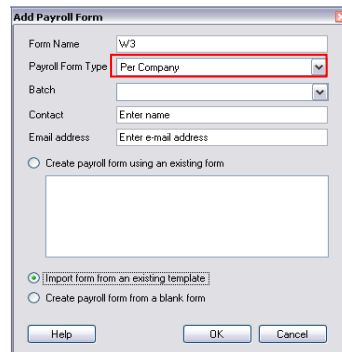 Add Payroll Form
Form Name W3
Payroll Form Type Per Company
Batch
Contact Enter name
Email address Enter e-mail address
Create payroll form using an existing form
Import form from an existing template
Create payroll form from a blank form
Help OK Cancel